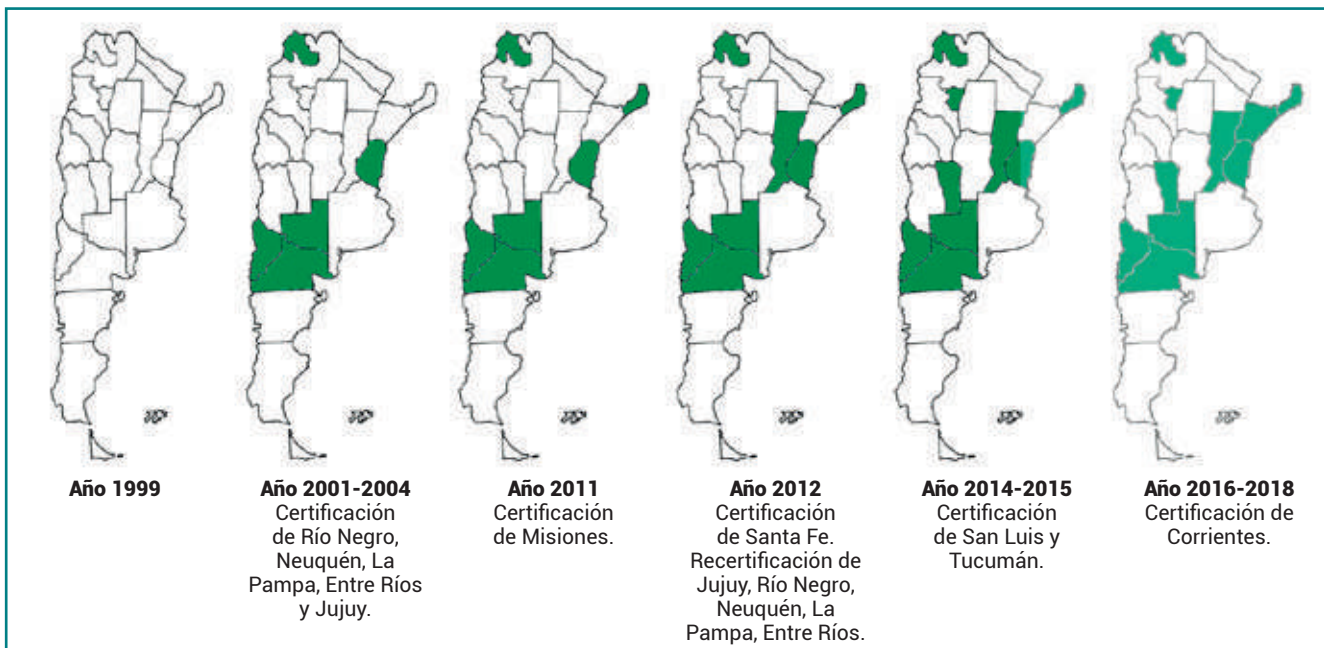 Año 1999
Año 2001-2004
Certificación
de Río Negro,
Neuquén, La
Pampa, Entre Ríos
y Jujuy.
Año 2011
Certificación
de Misiones.
Año 2012
Certificación
de Santa Fe.
Recertificación de
Jujuy, Río Negro,
Neuquén, La
Pampa, Entre Ríos.
Año 2014-2015
Certificación
de San Luis y
Tucumán.
Año 2016-2018
Certificación de
Corrientes.